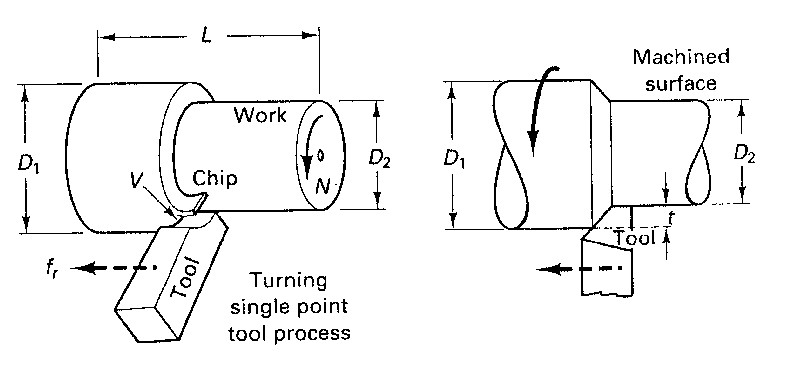 L
Work
D₁
D₂
V
Chip
N
fᵣ
Tool
Turning
single point
tool process
Machined
surface
D₁
D₂
t
Tool